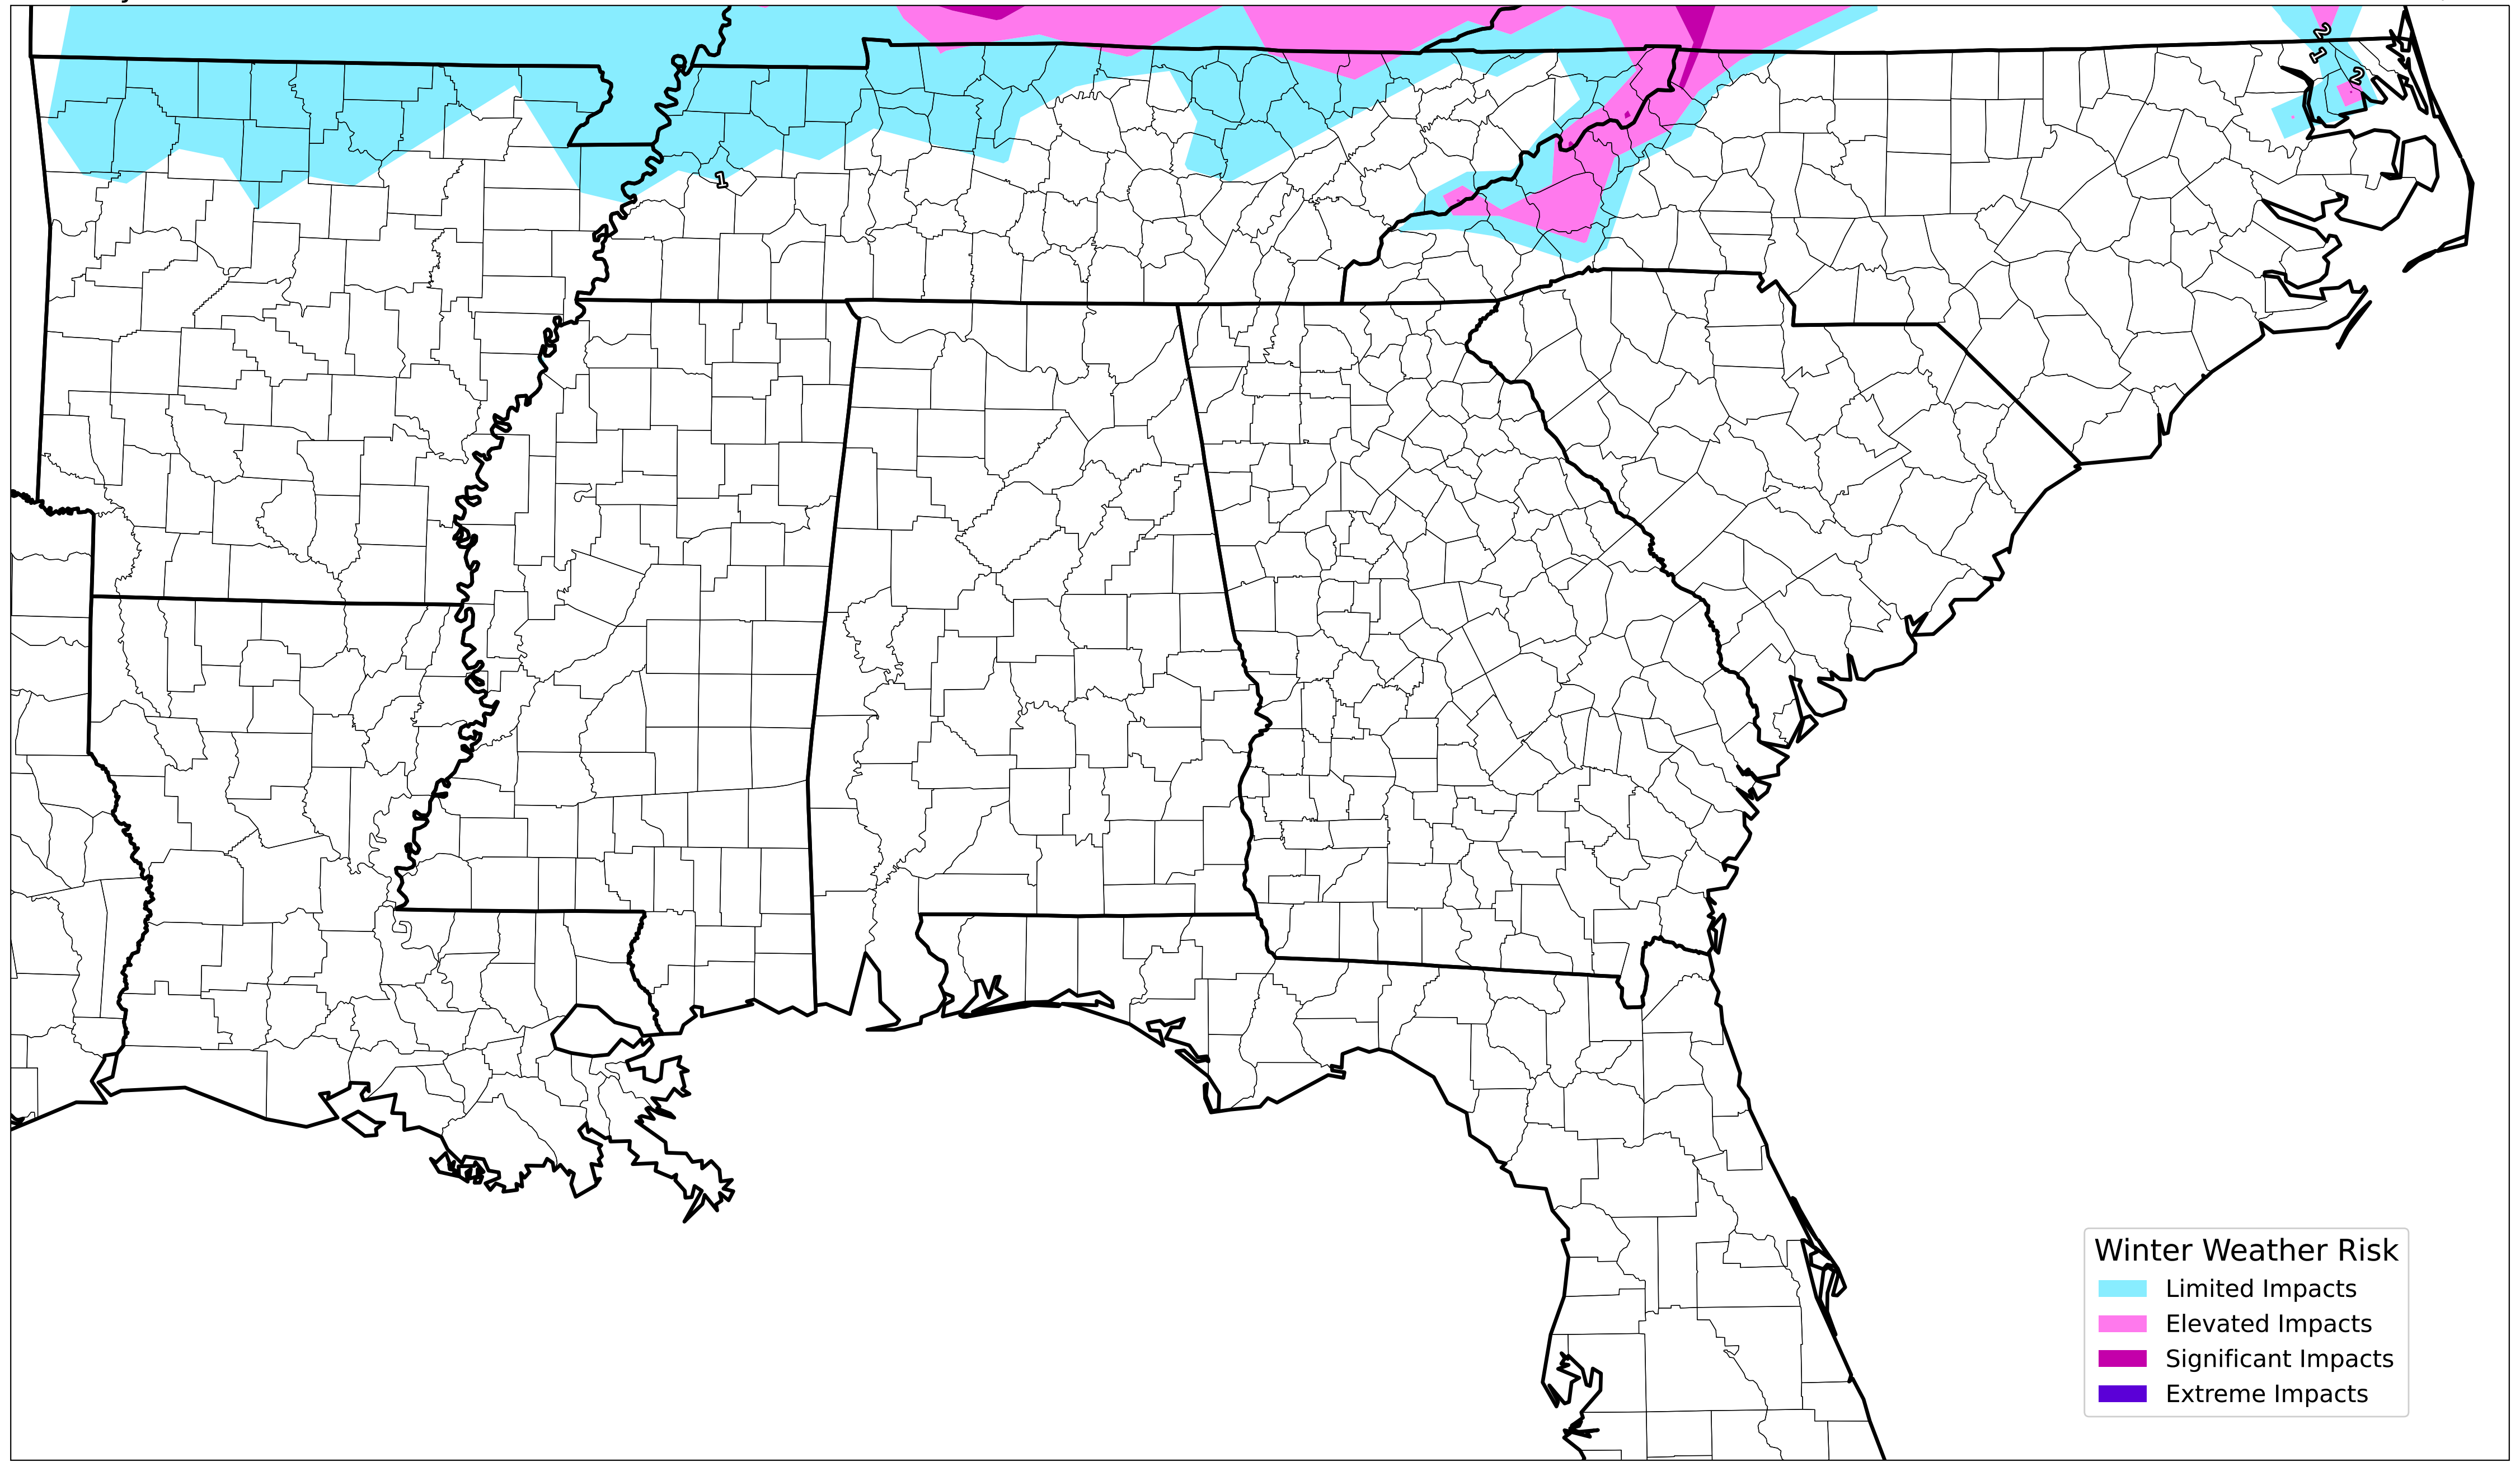 2
1
2
1
Winter Weather Risk
Limited Impacts
Elevated Impacts
Significant Impacts
Extreme Impacts